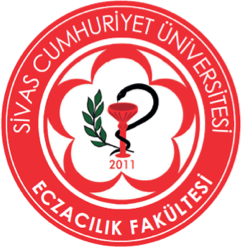 SİVAS CUMHURİYET ÜNİVERSİTESİ
2011
ECZACILIK FAKÜLTESİ